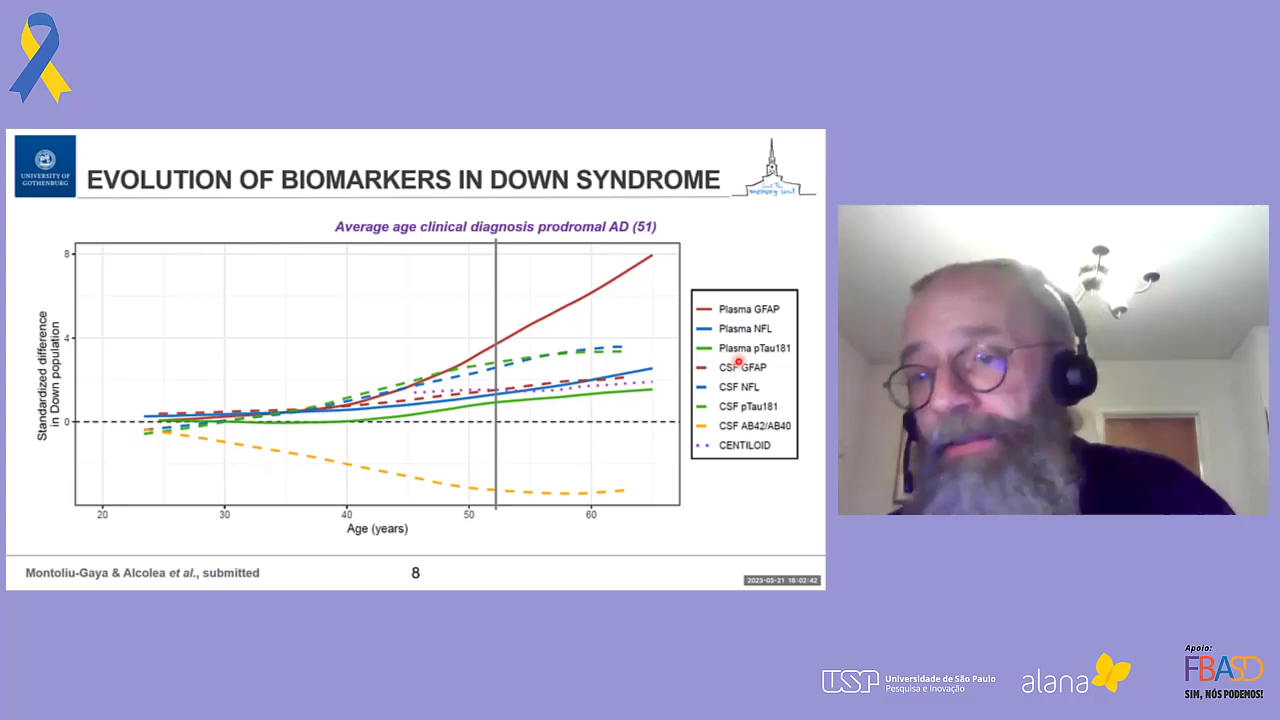 UNIVERSITY OF
GOTHENBURG
EVOLUTION OF BIOMARKERS IN DOWN SYNDROME
memory unit
Average age clinical diagnosis prodromal AD (51)
Standardized difference
in Down population
8
4
0
20
30
40
50
60
Age (years)
Plasma GFAP
Plasma NFL
Plasma pTau181
CSF GFAP
CSF NFL
CSF pTau181
CSF AB42/AB40
CENTILOID
Montoliu-Gaya & Alcolea et al., submitted
8
2023-03-21 16:02:42
USP
Universidade de São Paulo
Pesquisa e Inovação
alana
Apoio:
FBASD
SIM, NÓS PODEMOS!